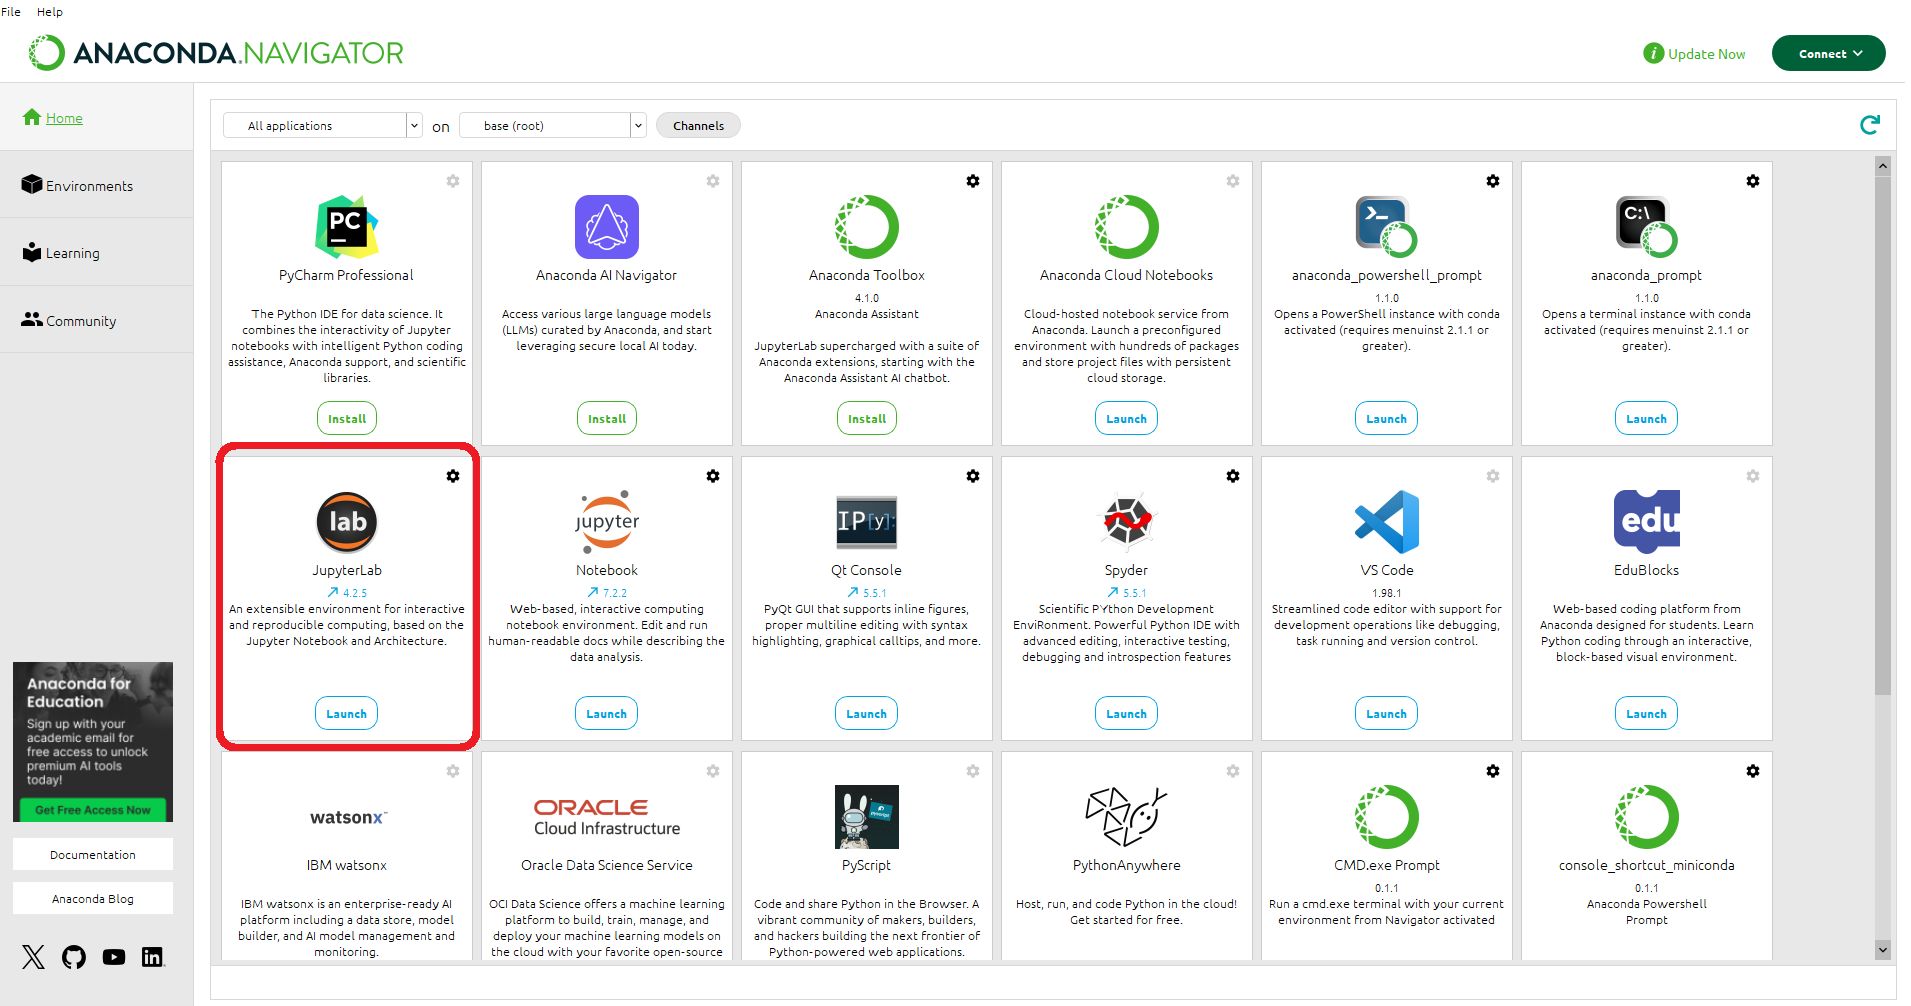 File Help
ANACONDA.NAVIGATOR
Update Now
Connect
Home
Environments
Learning
Community
Anaconda for
Education
Sign up with your
academic email for
free access to unlock
premium AI tools
today!
Get Free Access Now
Documentation
Anaconda Blog
All applications on base (root) Channels
PC
PyCharm Professional
The Python IDE for data science. It
combines the interactivity of Jupyter
notebooks with intelligent Python coding
assistance, Anaconda support, and scientific
libraries.
Install
Anaconda AI Navigator
Access various large language models
(LLMs) curated by Anaconda, and start
leveraging secure local AI today.
Install
Anaconda Toolbox
4.1.0
Anaconda Assistant
JupyterLab supercharged with a suite of
Anaconda extensions, starting with the
Anaconda Assistant AI chatbot.
Install
Anaconda Cloud Notebooks
Cloud-hosted notebook service from
Anaconda. Launch a preconfigured
environment with hundreds of packages
and store project files with persistent
cloud storage.
Launch
anaconda_powershell_prompt
1.1.0
Opens a PowerShell instance with conda
activated (requires menuinst 2.1.1 or
greater).
Launch
C:\
anaconda_prompt
1.1.0
Opens a terminal instance with conda
activated (requires menuinst 2.1.1 or
greater).
Launch
lab
JupyterLab
4.2.5
An extensible environment for interactive
and reproducible computing, based on the
Jupyter Notebook and Architecture.
Launch
jupyter
Notebook
7.2.2
Web-based, interactive computing
notebook environment. Edit and run
human-readable docs while describing the
data analysis.
Launch
IP[y]:
Qt Console
5.5.1
PyQt GUI that supports inline figures,
proper multiline editing with syntax
highlighting, graphical calltips, and more.
Launch
Spyder
5.5.1
Scientific PYthon Development
EnviRonment. Powerful Python IDE with
advanced editing, interactive testing,
debugging and introspection features
Launch
VS Code
1.98.1
Streamlined code editor with support for
development operations like debugging,
task running and version control.
Launch
edu
EduBlocks
Web-based coding platform from
Anaconda designed for students. Learn
Python coding through an interactive,
block-based visual environment.
Launch
watsonx™
IBM watsonx
IBM watsonx is an enterprise-ready AI
platform including a data store, model
builder, and AI model management and
monitoring.
ORACLE
Cloud Infrastructure
Oracle Data Science Service
OCI Data Science offers a machine learning
platform to build, train, manage, and
deploy your machine learning models on
the cloud with your favorite open-source
pyscript
PyScript
Code and share Python in the Browser. A
vibrant community of makers, builders,
and hackers building the next frontier of
Python-powered web applications.
PythonAnywhere
Host, run, and code Python in the cloud!
Get started for free.
CMD.exe Prompt
0.1.1
Run a cmd.exe terminal with your current
environment from Navigator activated
console_shortcut_miniconda
0.1.1
Anaconda Powershell
Prompt